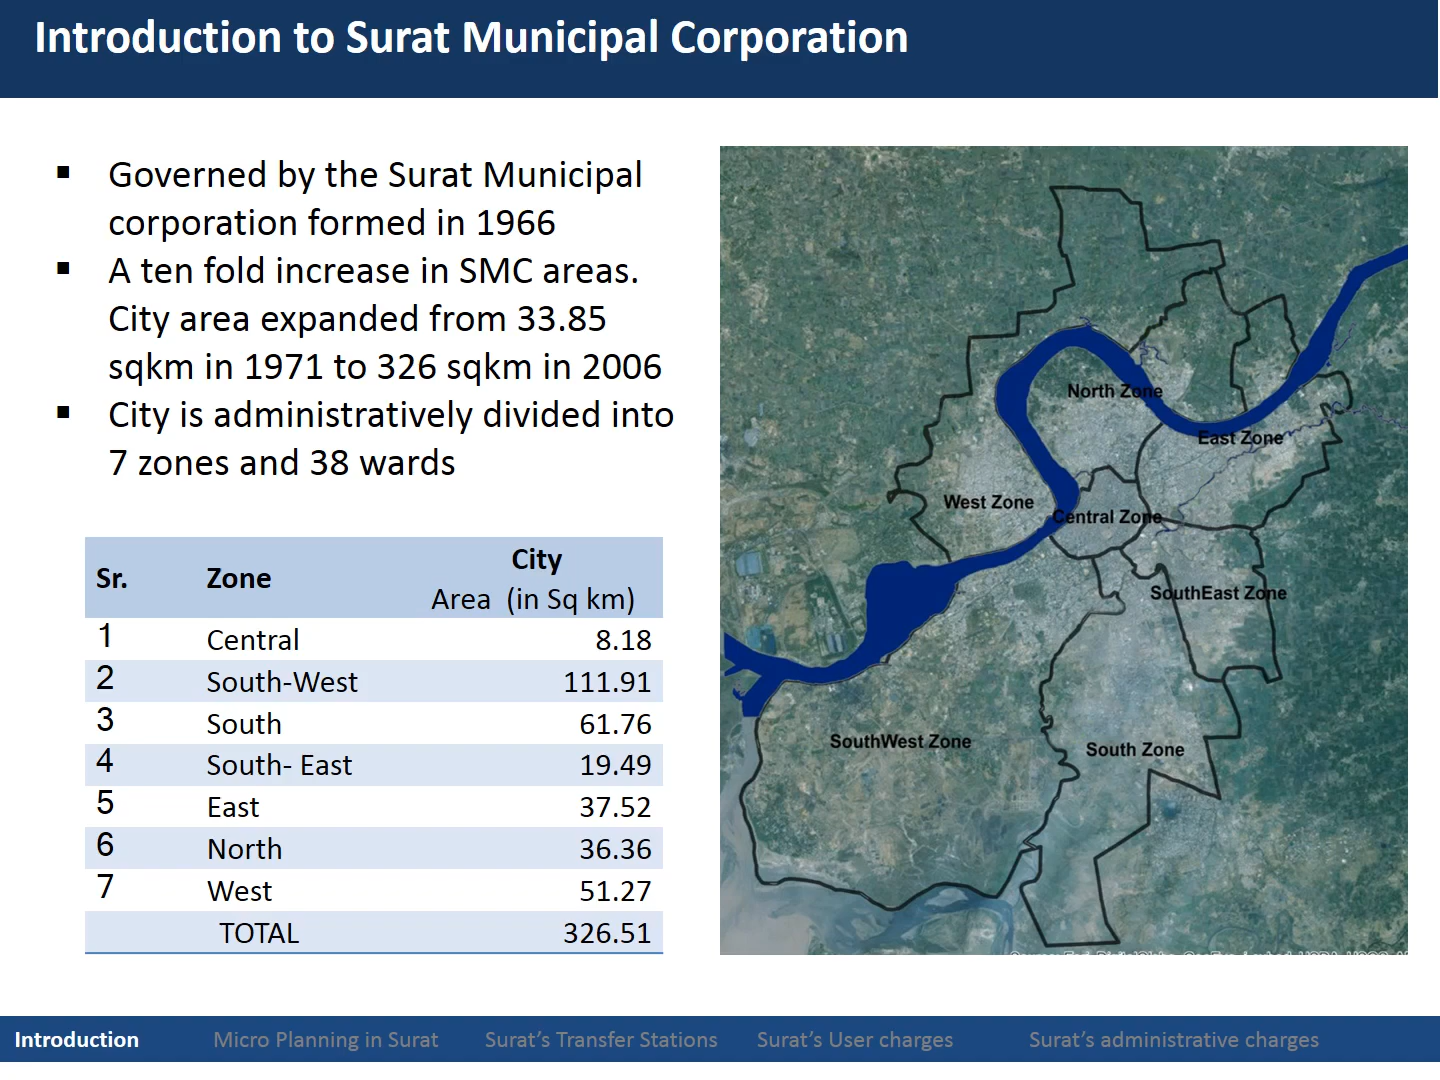 Introduction to Surat Municipal Corporation
▪ Governed by the Surat Municipal
corporation formed in 1966
▪ A ten fold increase in SMC areas.
City area expanded from 33.85
sqkm in 1971 to 326 sqkm in 2006
▪ City is administratively divided into
7 zones and 38 wards
Sr. Zone City
Area (in Sq km)
1 Central 8.18
2 South-West 111.91
3 South 61.76
4 South- East 19.49
5 East 37.52
6 North 36.36
7 West 51.27
TOTAL 326.51
North Zone
East Zone
West Zone
Central Zone
SouthEast Zone
SouthWest Zone
South Zone
Introduction Micro Planning in Surat Surat’s Transfer Stations Surat’s User charges Surat’s administrative charges